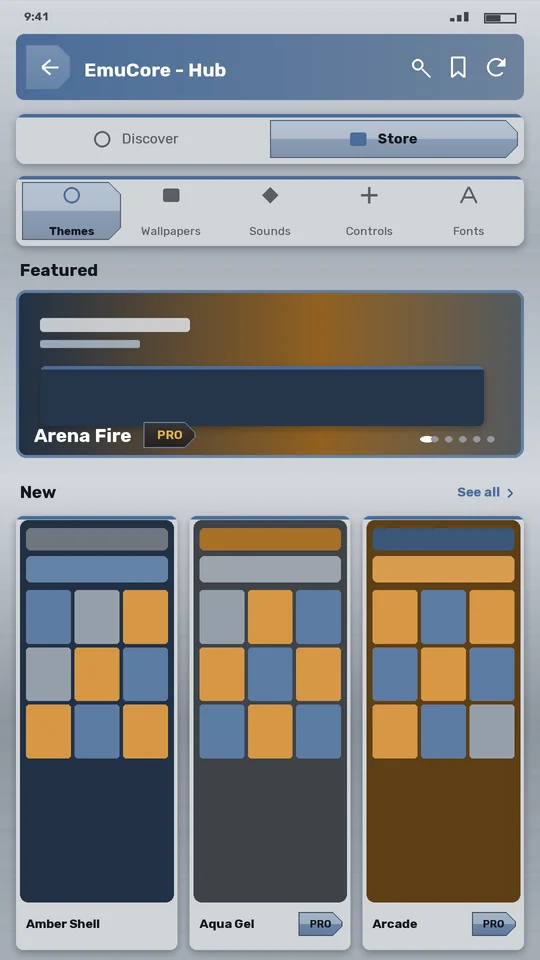 9:41
EmuCore - Hub
Discover
Store
Themes
Wallpapers
Sounds
Controls
Fonts
Featured
Arena Fire
PRO
New
See all
Amber Shell
Aqua Gel
PRO
Arcade
PRO